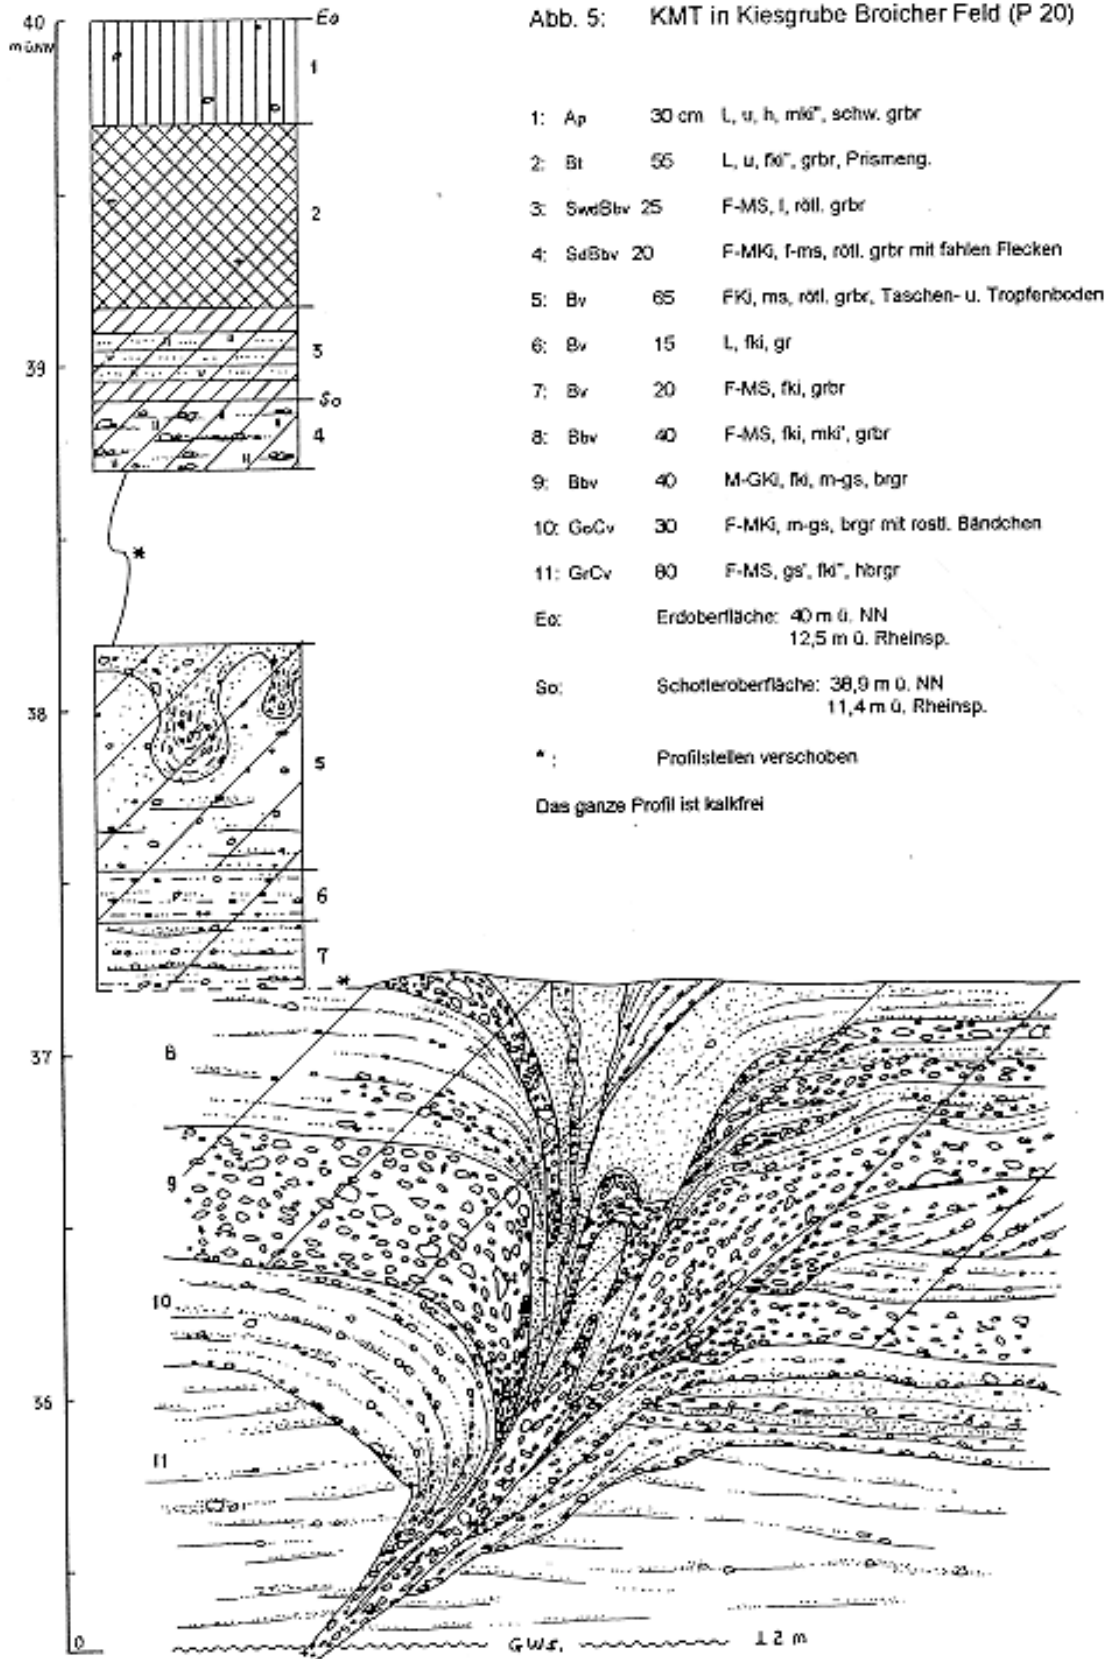 Abb. 5: KMT in Kiesgrube Broicher Feld (P 20)
1: Ap 30 cm L, u, h, mki", schw. grbr
2: Bt 55 L, u, fki", grbr, Prismeng.
3: SwdBbv 25 F-MS, l, rötl. grbr
4: SdBbv 20 F-MKi, f-ms, rötl. grbr mit fahlen Flecken
5: Bv 65 FKi, ms, rötl. grbr, Taschen- u. Tropfenboden
6: Bv 15 L, fki, gr
7: Bv 20 F-MS, fki, grbr
8: Bbv 40 F-MS, fki, mki', grbr
9: Bbv 40 M-GKi, fki, m-gs, brgr
10: GoCv 30 F-MKi, m-gs, brgr mit rostl. Bändchen
11: GrCv 80 F-MS, gs', fki", hbrgr
Eo: Erdoberfläche: 40 m ü. NN
12,5 m ü. Rheinsp.
So: Schotteroberfläche: 38,9 m ü. NN
11,4 m ü. Rheinsp.
* : Profilstellen verschoben
Das ganze Profil ist kalkfrei
40
m ü.NN
Eo
1
2
39
3
So
4
*
38
5
6
7
*
37
8
9
10
36
11
0
G.W.S.
12 m